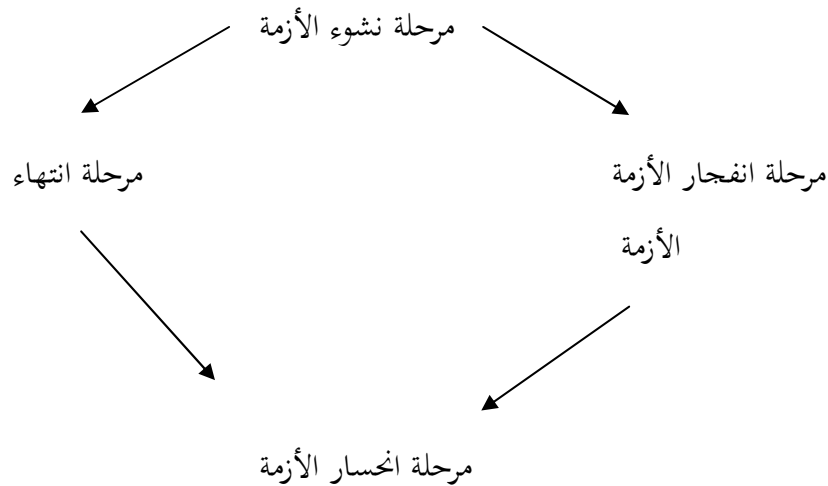 مرحلة نشوء الأزمة
مرحلة انفجار الأزمة
مرحلة انتهاء
الأزمة
مرحلة انحسار الأزمة